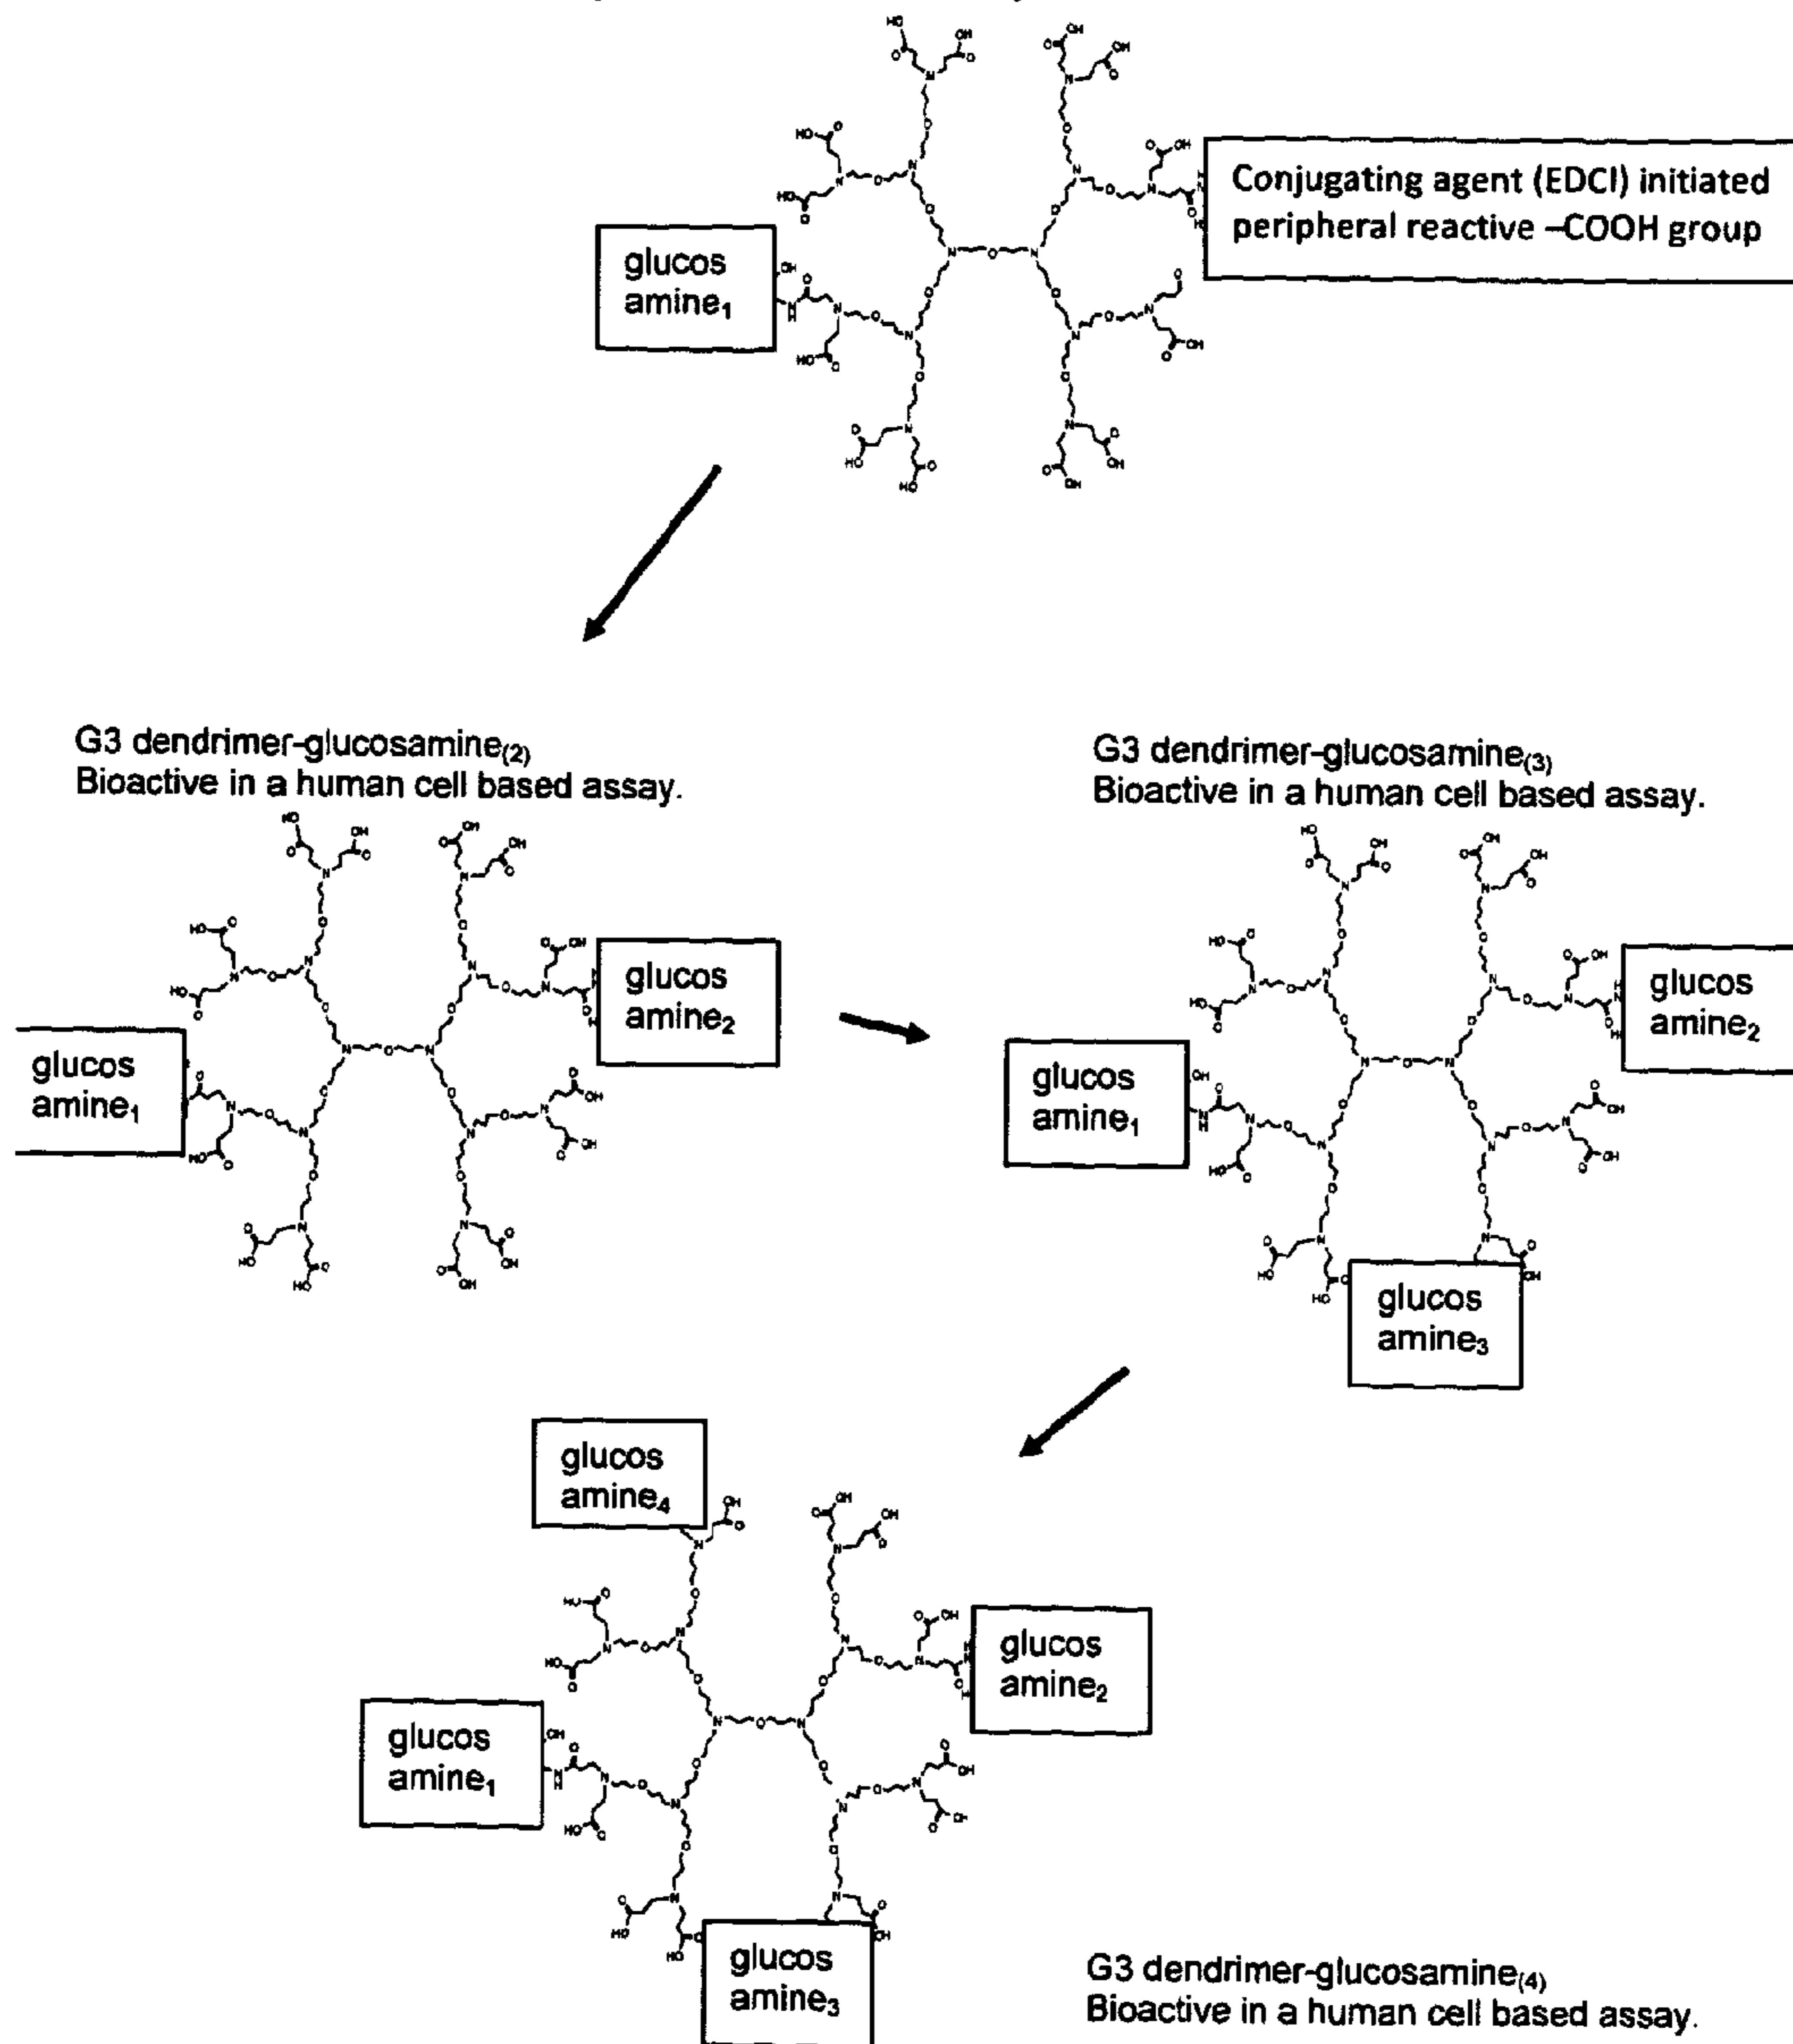 glucos
amine₁
Conjugating agent (EDCI) initiated
peripheral reactive –COOH group
G3 dendrimer-glucosamine₍₂₎
Bioactive in a human cell based assay.
G3 dendrimer-glucosamine₍₃₎
Bioactive in a human cell based assay.
glucos
amine₁
glucos
amine₂
glucos
amine₁
glucos
amine₂
glucos
amine₃
glucos
amine₄
glucos
amine₁
glucos
amine₂
glucos
amine₃
G3 dendrimer-glucosamine₍₄₎
Bioactive in a human cell based assay.